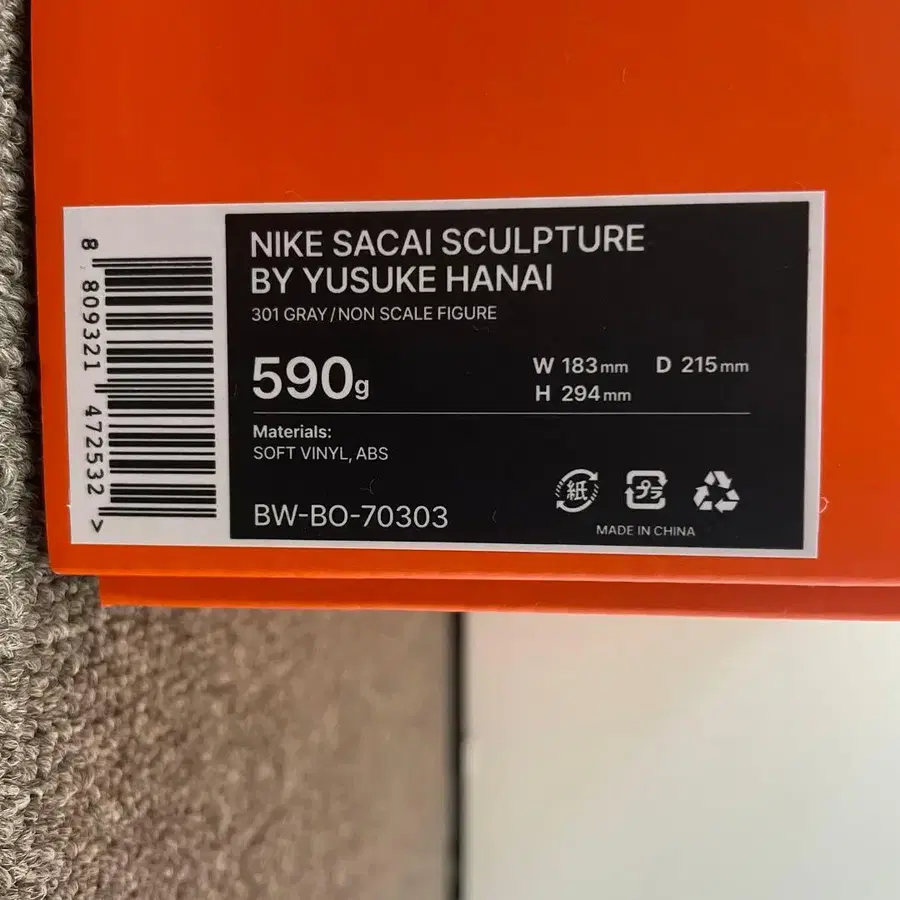 8 809321 472532 >
NIKE SACAI SCULPTURE
BY YUSUKE HANAI
301 GRAY / NON SCALE FIGURE
590g
W 183mm D 215mm
H 294mm
Materials:
SOFT VINYL, ABS
紙 プラ
BW-BO-70303
MADE IN CHINA